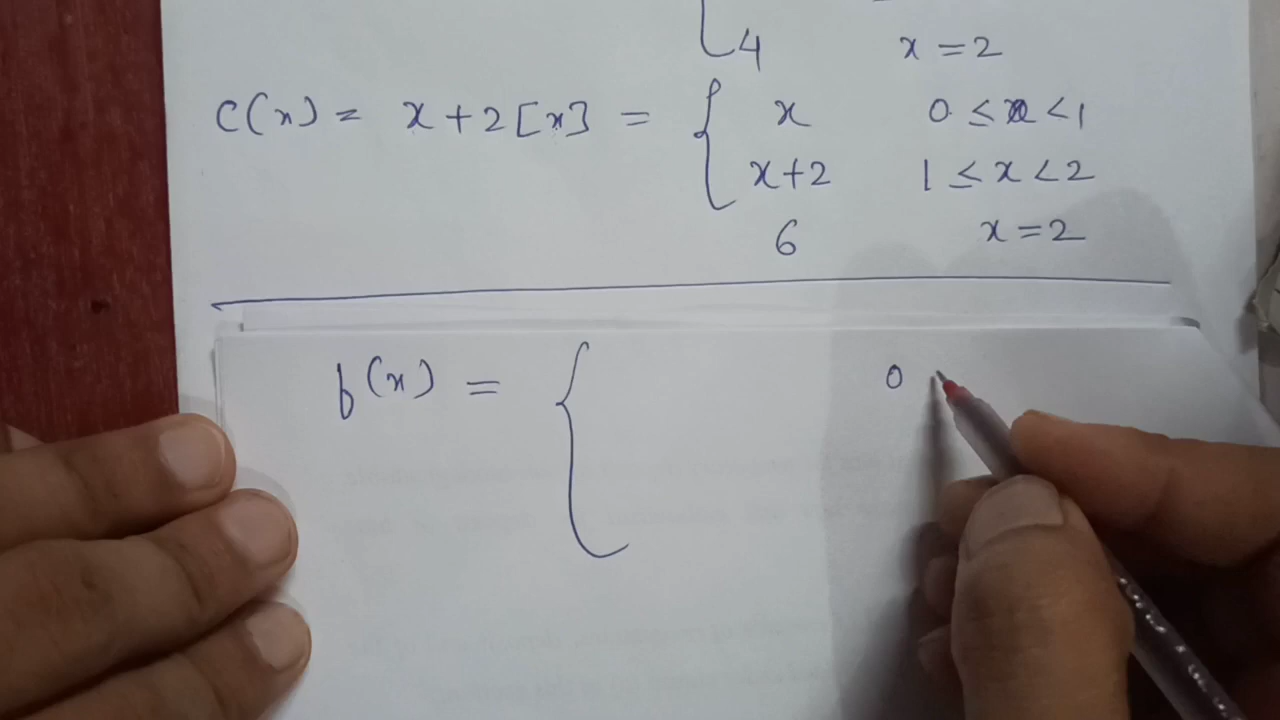 4 x = 2
C(x) = x + 2[x] = { x 0 ≤ x < 1
x+2 1 ≤ x < 2
6 x = 2
f(x) = { 0